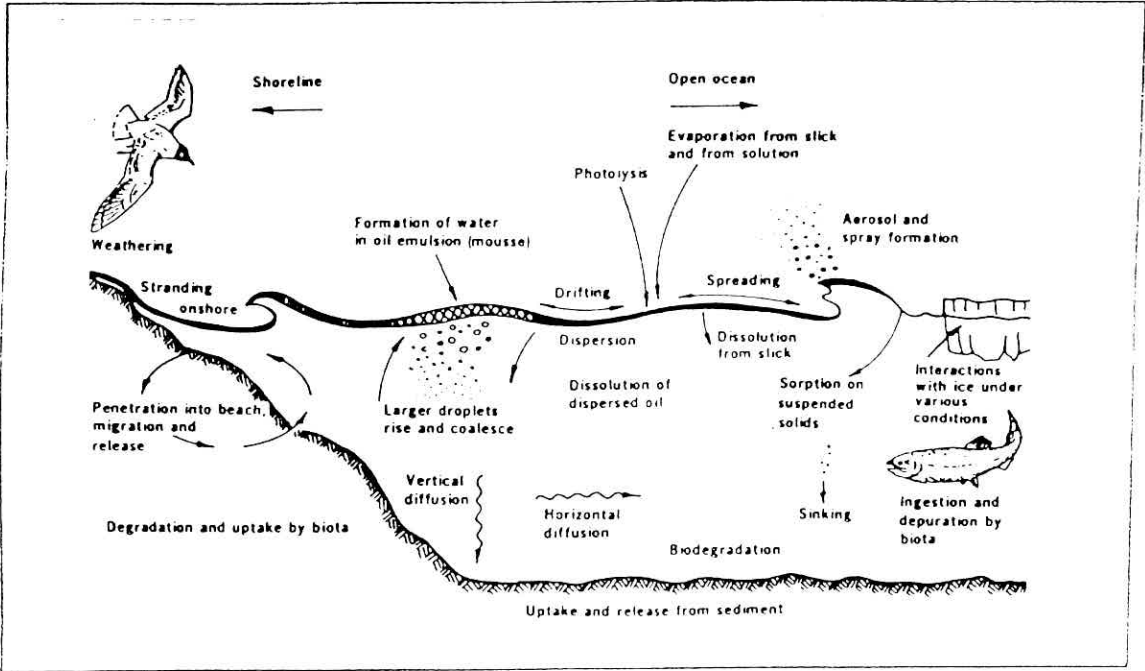 Shoreline
Open ocean
Evaporation from slick
and from solution
Photolysis
Formation of water
in oil emulsion (mousse)
Aerosol and
spray formation
Weathering
Stranding
onshore
Drifting
Spreading
Dispersion
Dissolution
from slick
Dissolution of
dispersed oil
Sorption on
suspended
solids
Interactions
with ice under
various
conditions
Penetration into beach,
migration and
release
Larger droplets
rise and coalesce
Vertical
diffusion
Horizontal
diffusion
Sinking
Ingestion and
depuration by
biota
Degradation and uptake by biota
Biodegradation
Uptake and release from sediment